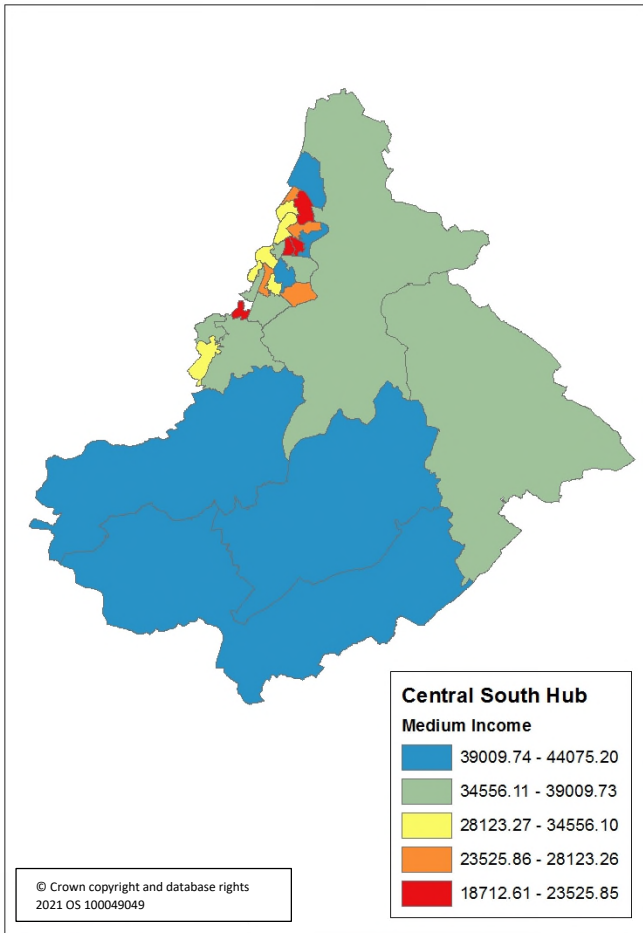 Central South Hub
Medium Income
39009.74 - 44075.20
34556.11 - 39009.73
28123.27 - 34556.10
23525.86 - 28123.26
18712.61 - 23525.85
© Crown copyright and database rights
2021 OS 100049049